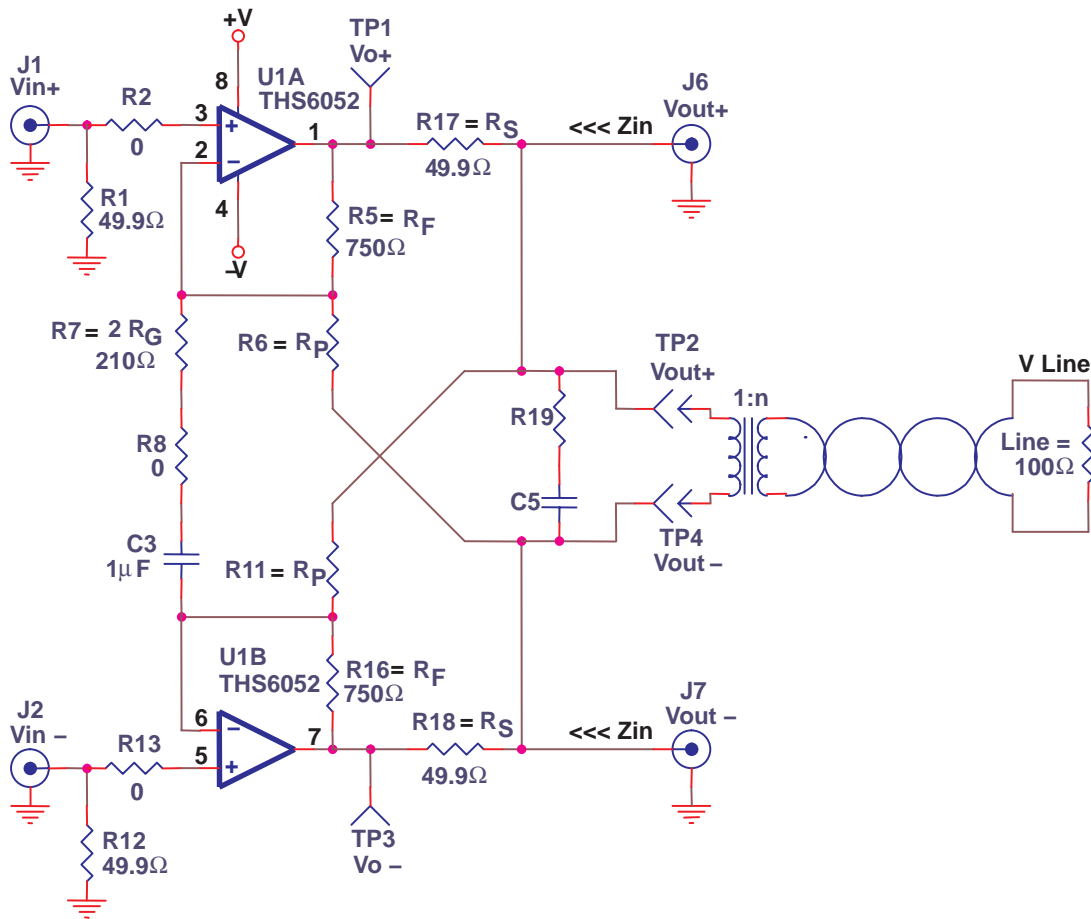 +V
TP1
Vo+
J1
Vin+
8
U1A
THS6052
J6
Vout+
R2
3
+
1
R17 = RS
<<< Zin
0
2
−
49.9Ω
R1
49.9Ω
4
R5 = RF
750Ω
–V
R7 = 2 RG
210Ω
R6 = RP
TP2
Vout+
V Line
1:n
R19
R8
0
Line =
100Ω
C5
C3
1μF
TP4
Vout –
R11 = RP
U1B
THS6052
R16 = RF
750Ω
J2
Vin –
R13
6
−
7
R18 = RS
<<< Zin
J7
Vout –
5
+
0
49.9Ω
R12
49.9Ω
TP3
Vo –